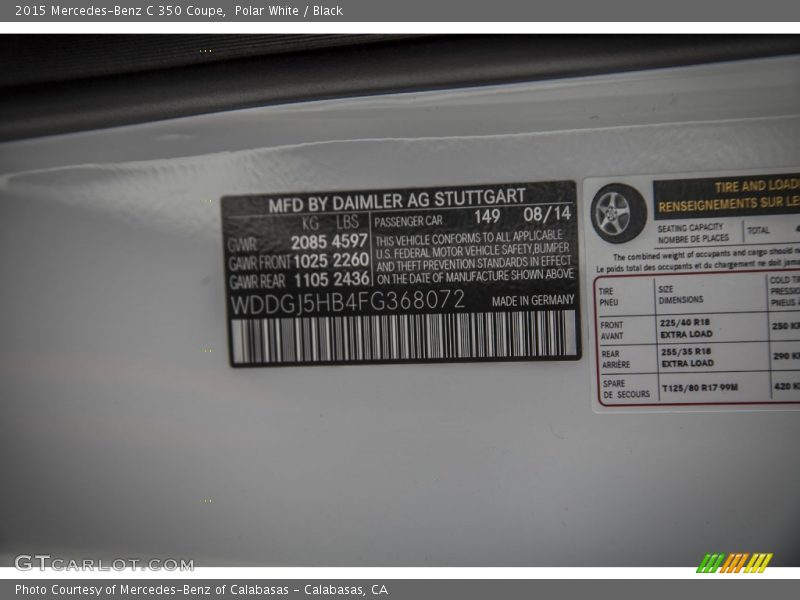 2015 Mercedes-Benz C 350 Coupe,  Polar White / Black
MFD BY DAIMLER AG STUTTGART
KG LBS PASSENGER CAR 149 08/14
GVWR 2085 4597
GAWR FRONT 1025 2260
GAWR REAR 1105 2436
THIS VEHICLE CONFORMS TO ALL APPLICABLE
U.S. FEDERAL MOTOR VEHICLE SAFETY, BUMPER
AND THEFT PREVENTION STANDARDS IN EFFECT
ON THE DATE OF MANUFACTURE SHOWN ABOVE
WDDGJ5HB4FG368072 MADE IN GERMANY
TIRE AND LOAD
RENSEIGNEMENTS SUR LE
SEATING CAPACITY TOTAL
NOMBRE DE PLACES
The combined weight of occupants and cargo should
Le poids total des occupants et du chargement ne doit
TIRE SIZE COLD
PNEU DIMENSIONS PNEUS
FRONT 225/40 R18 250
AVANT EXTRA LOAD
REAR 255/35 R18 290
ARRIÈRE EXTRA LOAD
SPARE T125/80 R17 99M 420
DE SECOURS
GTCARLOT.COM
Photo Courtesy of Mercedes-Benz of Calabasas - Calabasas, CA